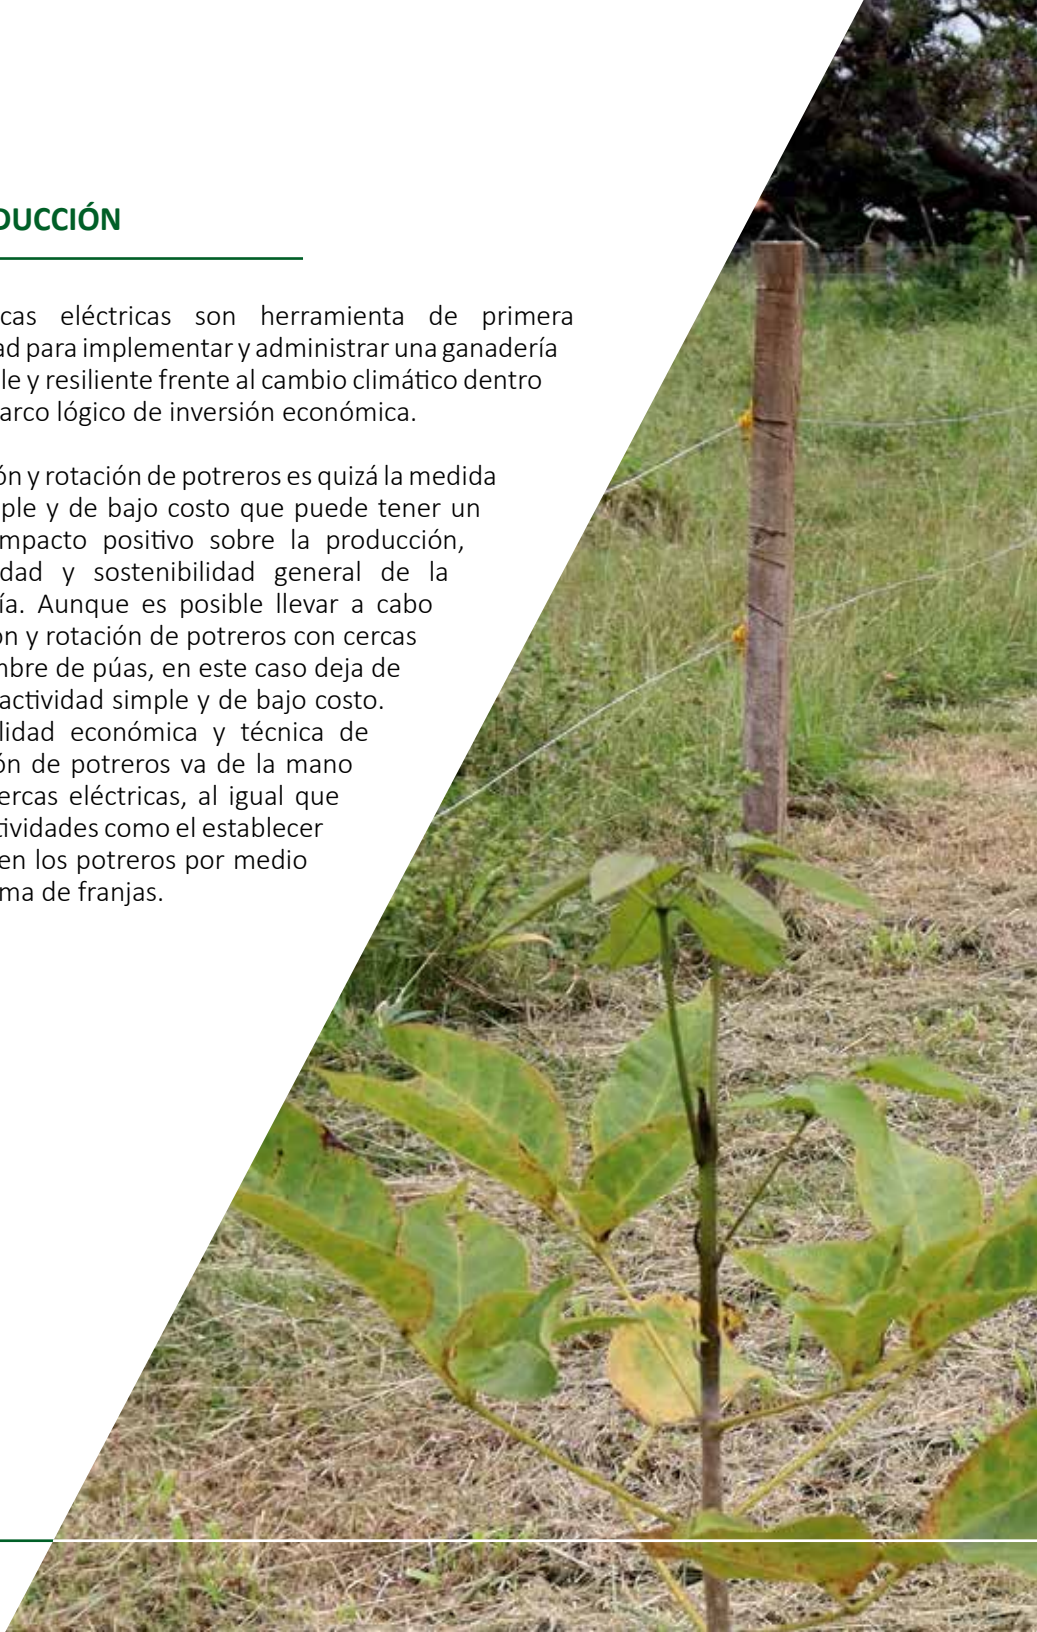 DUCCIÓN
cas eléctricas son herramienta de primera
ad para implementar y administrar una ganadería
le y resiliente frente al cambio climático dentro
arco lógico de inversión económica.
ón y rotación de potreros es quizá la medida
ple y de bajo costo que puede tener un
mpacto positivo sobre la producción,
dad y sostenibilidad general de la
ía. Aunque es posible llevar a cabo
ón y rotación de potreros con cercas
mbre de púas, en este caso deja de
actividad simple y de bajo costo.
lidad económica y técnica de
ón de potreros va de la mano
ercas eléctricas, al igual que
tividades como el establecer
en los potreros por medio
ma de franjas.